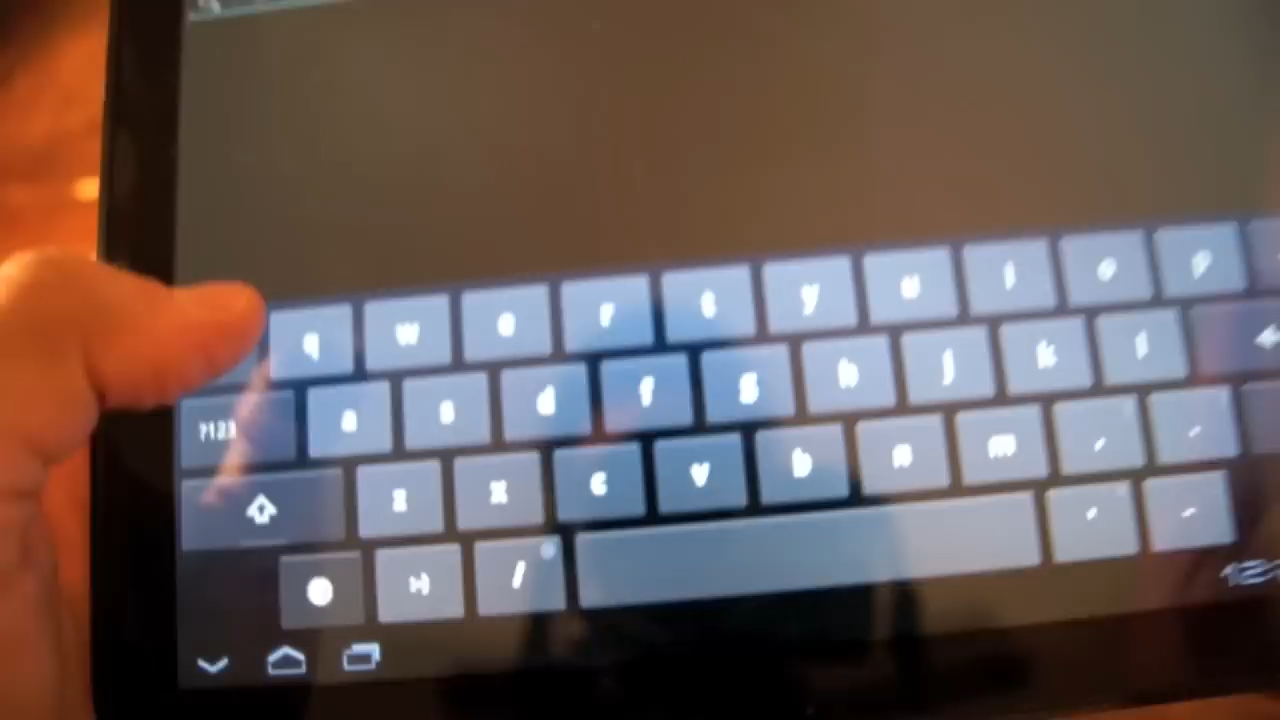 q w e r t y u i o p
?123 a s d f g h j k l
z x c v b n m , .
:-) / ' -